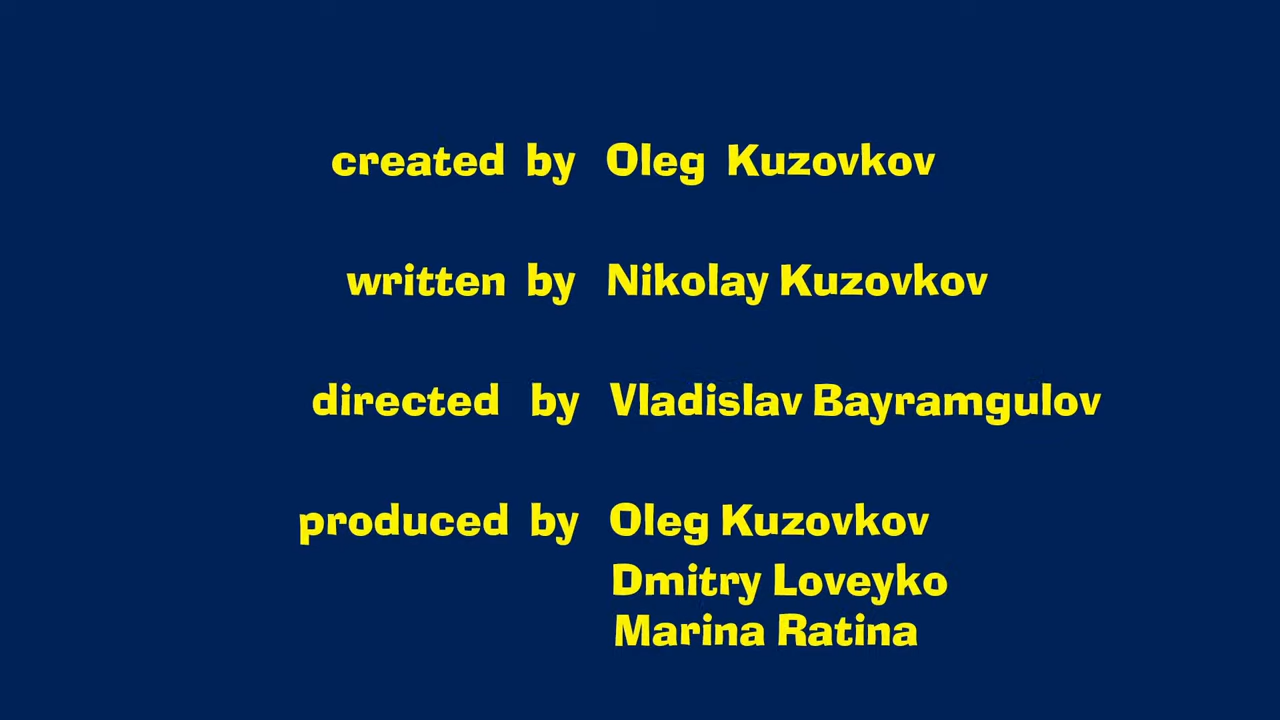 created by Oleg Kuzovkov
written by Nikolay Kuzovkov
directed by Vladislav Bayramgulov
produced by Oleg Kuzovkov
Dmitry Loveyko
Marina Ratina